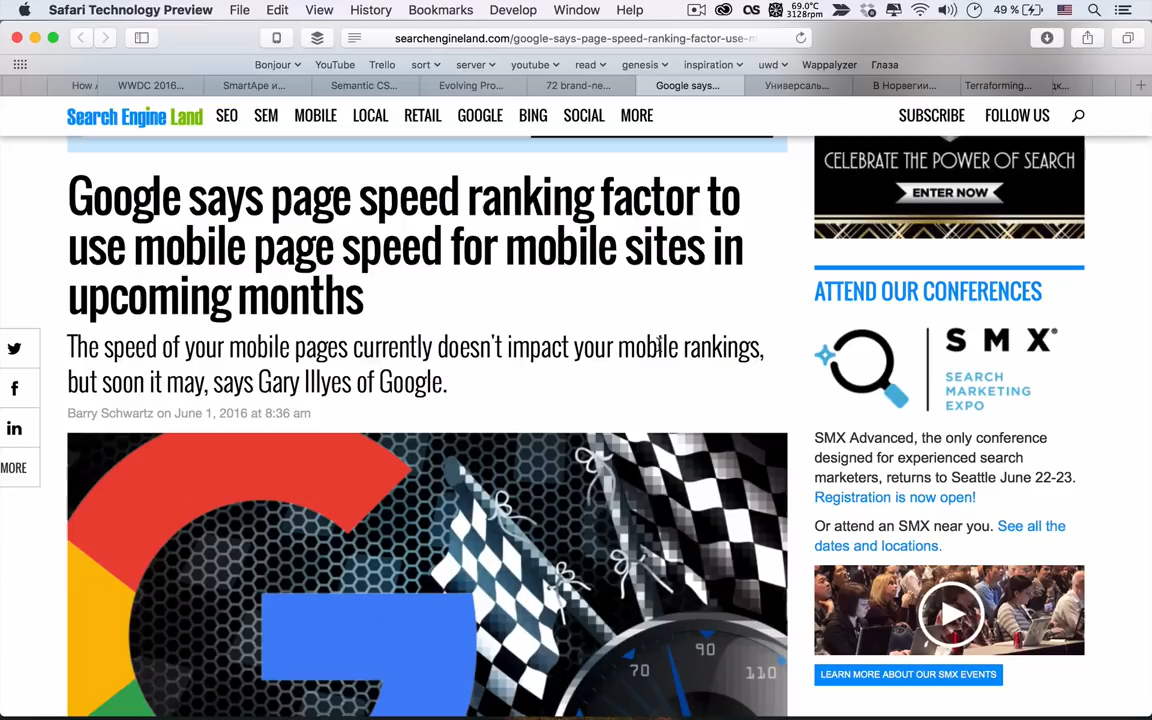 Safari Technology Preview File Edit View History Bookmarks Develop Window Help 69.0°C 3128rpm 49 %
searchengineland.com/google-says-page-speed-ranking-factor-use-m
Bonjour YouTube Trello sort server youtube read genesis inspiration uwd Wappalyzer Глаза
How WWDC 2016... SmartApe и... Semantic CS... Evolving Pro... 72 brand-ne... Google says... Универсаль... В Норвегии... Terraforming...
Search Engine Land SEO SEM MOBILE LOCAL RETAIL GOOGLE BING SOCIAL MORE SUBSCRIBE FOLLOW US
CELEBRATE THE POWER OF SEARCH
ENTER NOW
Google says page speed ranking factor to
use mobile page speed for mobile sites in
upcoming months
The speed of your mobile pages currently doesn't impact your mobile rankings,
but soon it may, says Gary Illyes of Google.
Barry Schwartz on June 1, 2016 at 8:36 am
MORE
70 90 110
ATTEND OUR CONFERENCES
SMX
SEARCH
MARKETING
EXPO
SMX Advanced, the only conference
designed for experienced search
marketers, returns to Seattle June 22-23.
Registration is now open!
Or attend an SMX near you. See all the
dates and locations.
LEARN MORE ABOUT OUR SMX EVENTS